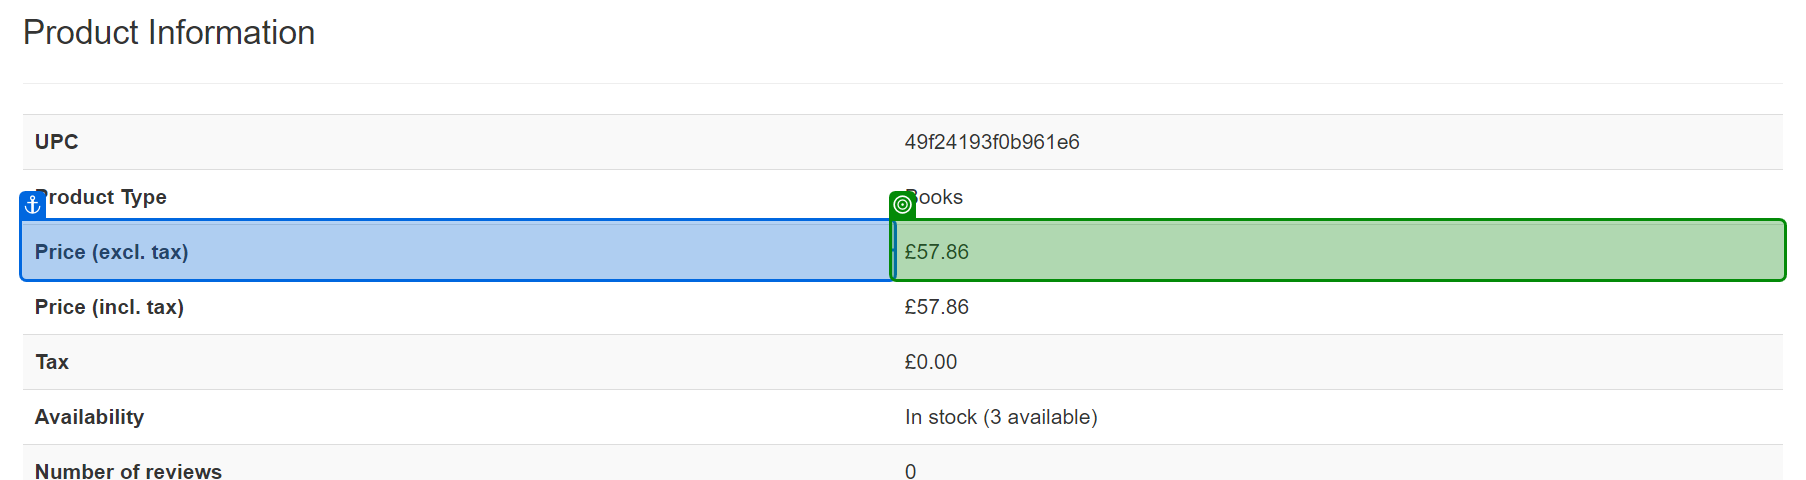 Product Information
UPC 49f24193f0b961e6
Product Type Books
Price (excl. tax) £57.86
Price (incl. tax) £57.86
Tax £0.00
Availability In stock (3 available)
Number of reviews 0